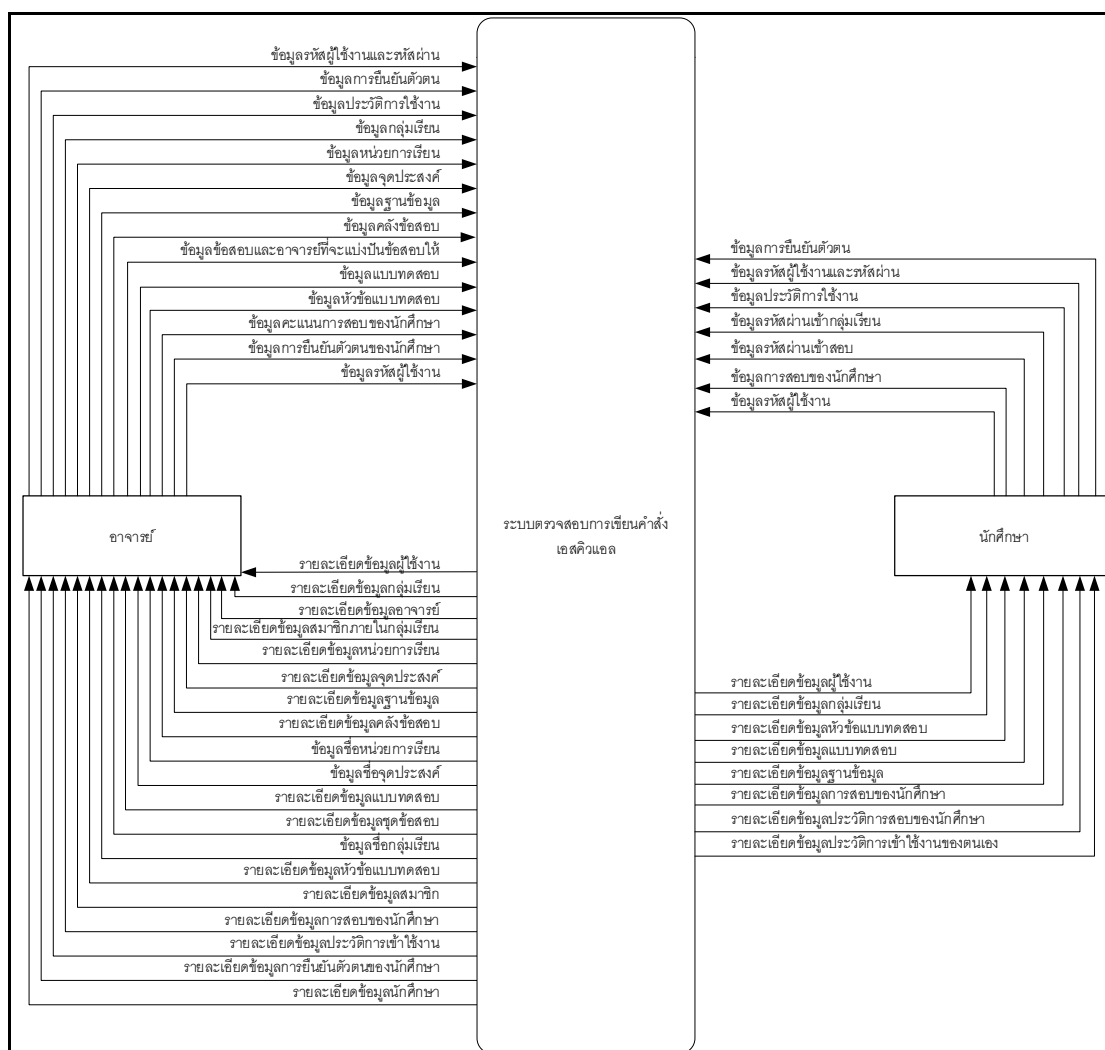 ข้อมูลรหัสผู้ใช้งานและรหัสผ่าน
ข้อมูลการยืนยันตัวตน
ข้อมูลประวัติการใช้งาน
ข้อมูลกลุ่มเรียน
ข้อมูลหน่วยการเรียน
ข้อมูลจุดประสงค์
ข้อมูลฐานข้อมูล
ข้อมูลคลังข้อสอบ
ข้อมูลข้อสอบและอาจารย์ที่จะแบ่งปันข้อสอบให้
ข้อมูลแบบทดสอบ
ข้อมูลหัวข้อแบบทดสอบ
ข้อมูลคะแนนการสอบของนักศึกษา
ข้อมูลการยืนยันตัวตนของนักศึกษา
ข้อมูลรหัสผู้ใช้งาน
อาจารย์
รายละเอียดข้อมูลผู้ใช้งาน
รายละเอียดข้อมูลกลุ่มเรียน
รายละเอียดข้อมูลอาจารย์
รายละเอียดข้อมูลสมาชิกภายในกลุ่มเรียน
รายละเอียดข้อมูลหน่วยการเรียน
รายละเอียดข้อมูลจุดประสงค์
รายละเอียดข้อมูลฐานข้อมูล
รายละเอียดข้อมูลคลังข้อสอบ
ข้อมูลชื่อหน่วยการเรียน
ข้อมูลชื่อจุดประสงค์
รายละเอียดข้อมูลแบบทดสอบ
รายละเอียดข้อมูลชุดข้อสอบ
ข้อมูลชื่อกลุ่มเรียน
รายละเอียดข้อมูลหัวข้อแบบทดสอบ
รายละเอียดข้อมูลสมาชิก
รายละเอียดข้อมูลการสอบของนักศึกษา
รายละเอียดข้อมูลประวัติการเข้าใช้งาน
รายละเอียดข้อมูลการยืนยันตัวตนของนักศึกษา
รายละเอียดข้อมูลนักศึกษา
ระบบตรวจสอบการเขียนคำสั่ง
เอสคิวแอล
ข้อมูลการยืนยันตัวตน
ข้อมูลรหัสผู้ใช้งานและรหัสผ่าน
ข้อมูลประวัติการใช้งาน
ข้อมูลรหัสผ่านเข้ากลุ่มเรียน
ข้อมูลรหัสผ่านเข้าสอบ
ข้อมูลการสอบของนักศึกษา
ข้อมูลรหัสผู้ใช้งาน
นักศึกษา
รายละเอียดข้อมูลผู้ใช้งาน
รายละเอียดข้อมูลกลุ่มเรียน
รายละเอียดข้อมูลหัวข้อแบบทดสอบ
รายละเอียดข้อมูลแบบทดสอบ
รายละเอียดข้อมูลฐานข้อมูล
รายละเอียดข้อมูลการสอบของนักศึกษา
รายละเอียดข้อมูลประวัติการสอบของนักศึกษา
รายละเอียดข้อมูลประวัติการเข้าใช้งานของตนเอง